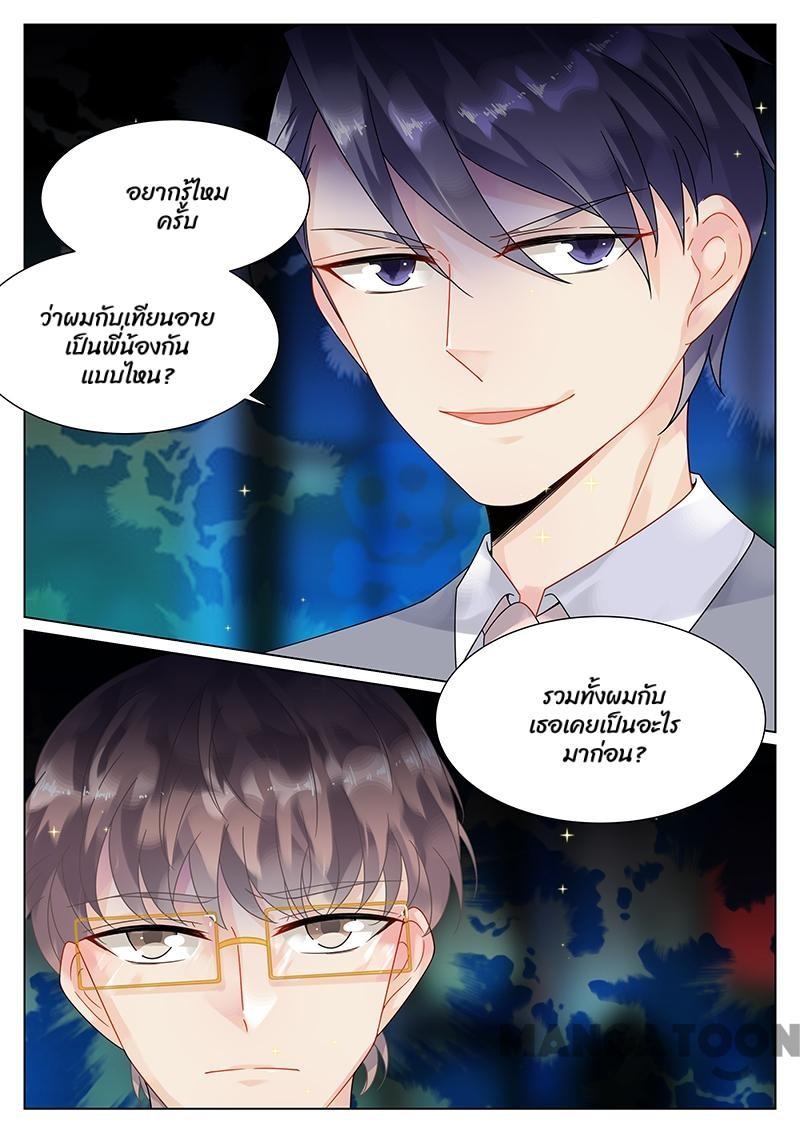 อยากรู้ไหม
ครับ
ว่าผมกับเทียนอาย
เป็นพี่น้องกัน
แบบไหน?
รวมทั้งผมกับ
เธอเคยเป็นอะไร
มาก่อน?
MANGATOON